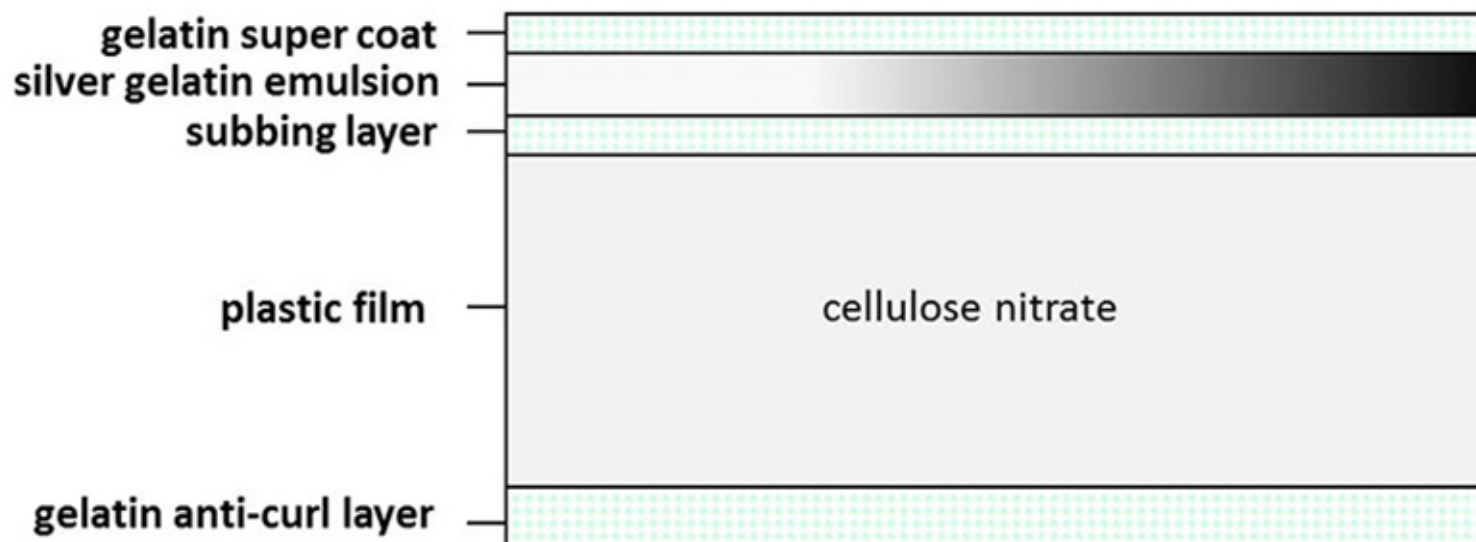 gelatin super coat
silver gelatin emulsion
subbing layer
plastic film
cellulose nitrate
gelatin anti-curl layer